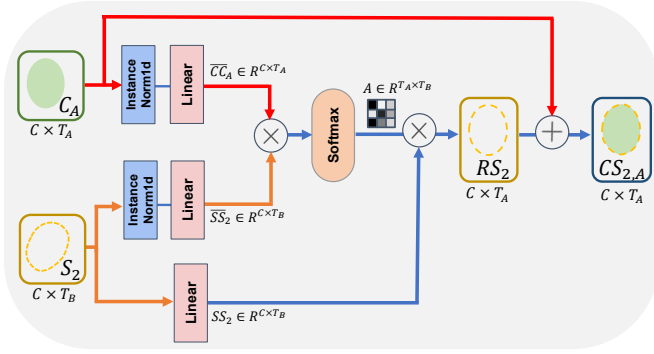 C_A
C × T_A
Instance
Norm1d
Linear
\overline{CC}_A ∈ R^{C×T_A}
×
Softmax
A ∈ R^{T_A×T_B}
×
RS_2
C × T_A
+
CS_{2,A}
C × T_A
S_2
C × T_B
Instance
Norm1d
Linear
\overline{SS}_2 ∈ R^{C×T_B}
Linear
SS_2 ∈ R^{C×T_B}